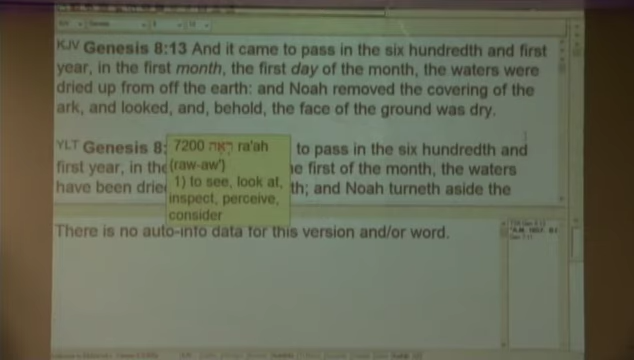 KJV Genesis 8:13 And it came to pass in the six hundredth and first
year, in the first month, the first day of the month, the waters were
dried up from off the earth: and Noah removed the covering of the
ark, and looked, and, behold, the face of the ground was dry.
YLT Genesis 8: to pass in the six hundredth and
first year, in the e first of the month, the waters
have been drie th; and Noah turneth aside the
7200 רָאָה ra'ah
(raw-aw')
1) to see, look at,
inspect, perceive,
consider
There is no auto-info data for this version and/or word.